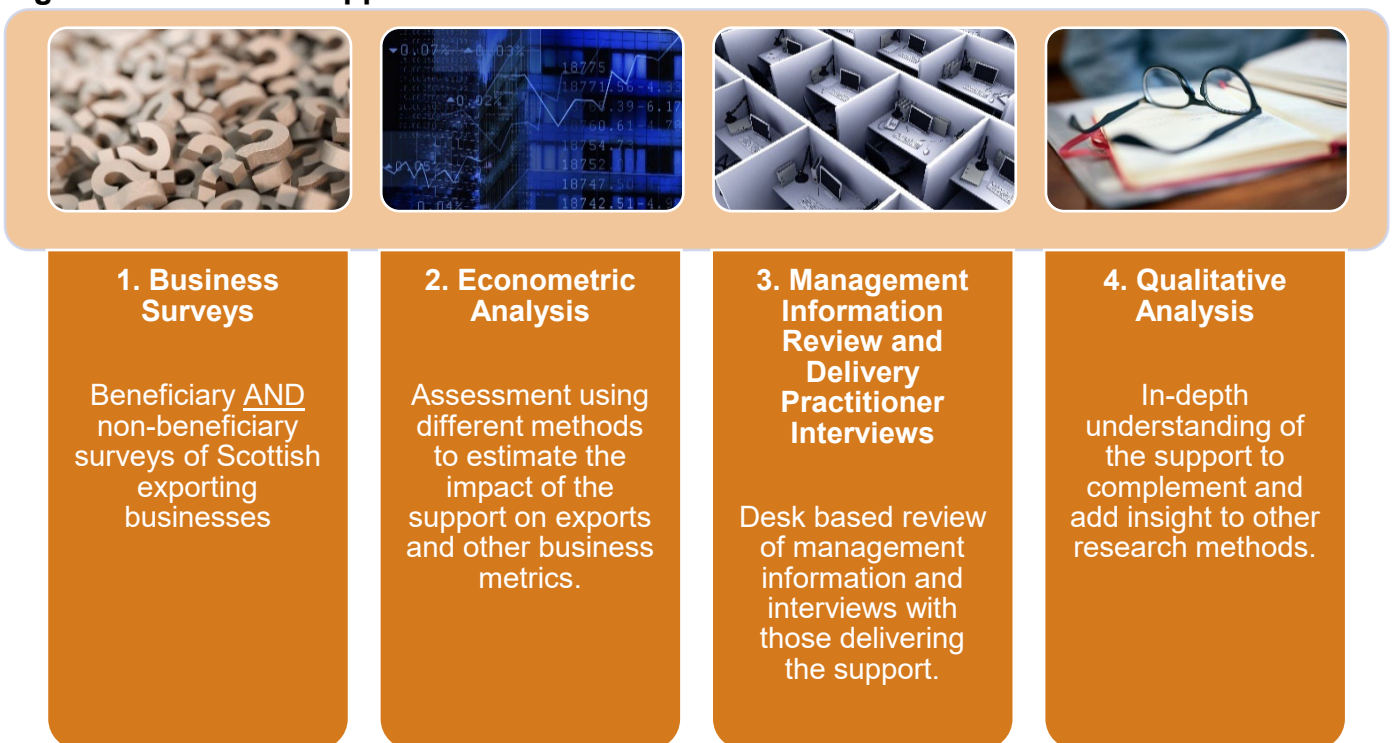 1. Business
Surveys
Beneficiary AND
non-beneficiary
surveys of Scottish
exporting
businesses
2. Econometric
Analysis
Assessment using
different methods
to estimate the
impact of the
support on exports
and other business
metrics.
3. Management
Information
Review and
Delivery
Practitioner
Interviews
Desk based review
of management
information and
interviews with
those delivering
the support.
4. Qualitative
Analysis
In-depth
understanding of
the support to
complement and
add insight to other
research methods.